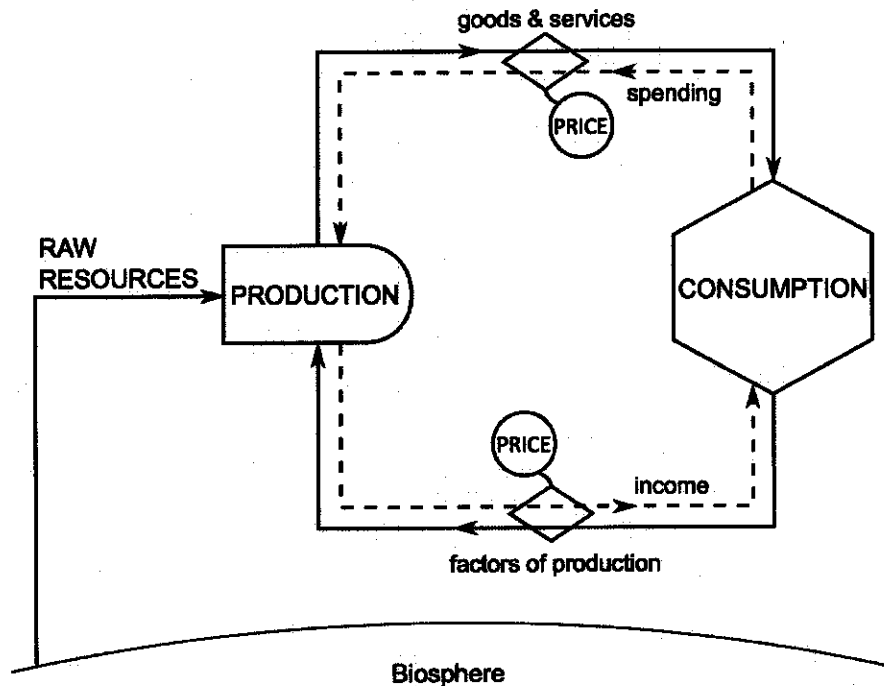 goods & services
spending
PRICE
RAW
RESOURCES
PRODUCTION
CONSUMPTION
PRICE
income
factors of production
Biosphere